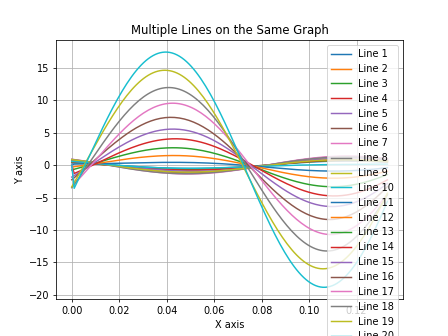 Multiple Lines on the Same Graph
Y axis
15
10
5
0
−5
−10
−15
−20
0.00
0.02
0.04
0.06
0.08
0.10
X axis
Line 1
Line 2
Line 3
Line 4
Line 5
Line 6
Line 7
Line 8
Line 9
Line 10
Line 11
Line 12
Line 13
Line 14
Line 15
Line 16
Line 17
Line 18
Line 19
Line 20